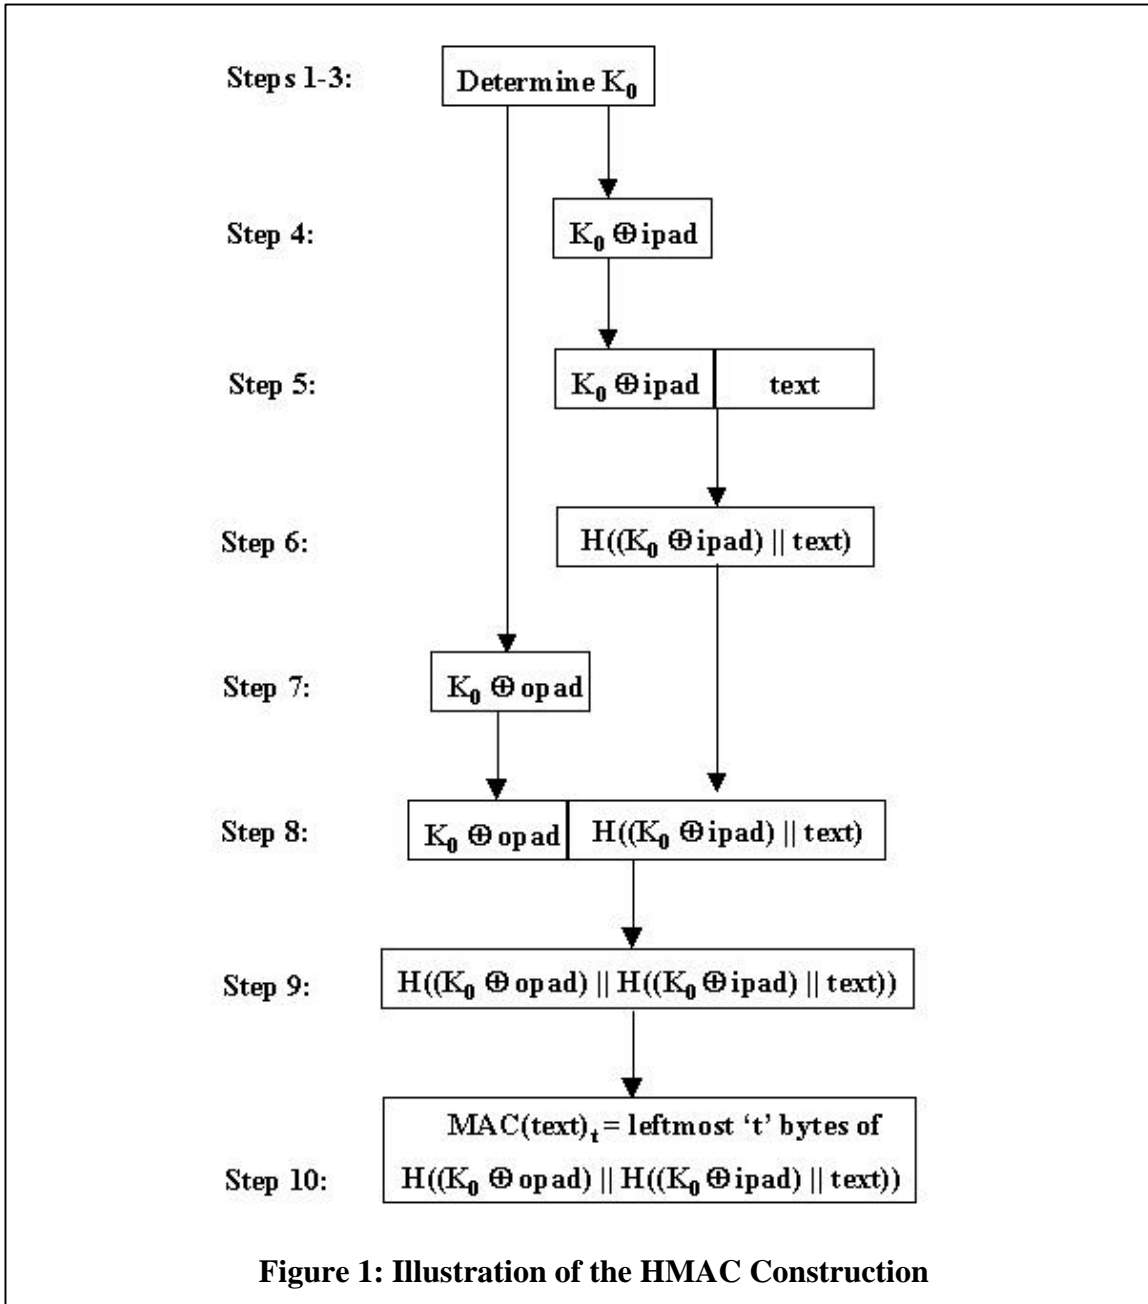 Steps 1-3: Determine K₀
Step 4: K₀ ⊕ ipad
Step 5: K₀ ⊕ ipad text
Step 6: H((K₀ ⊕ ipad) || text)
Step 7: K₀ ⊕ opad
Step 8: K₀ ⊕ opad H((K₀ ⊕ ipad) || text)
Step 9: H((K₀ ⊕ opad) || H((K₀ ⊕ ipad) || text))
MAC(text)ₜ = leftmost ‘t’ bytes of
Step 10: H((K₀ ⊕ opad) || H((K₀ ⊕ ipad) || text))
Figure 1: Illustration of the HMAC Construction